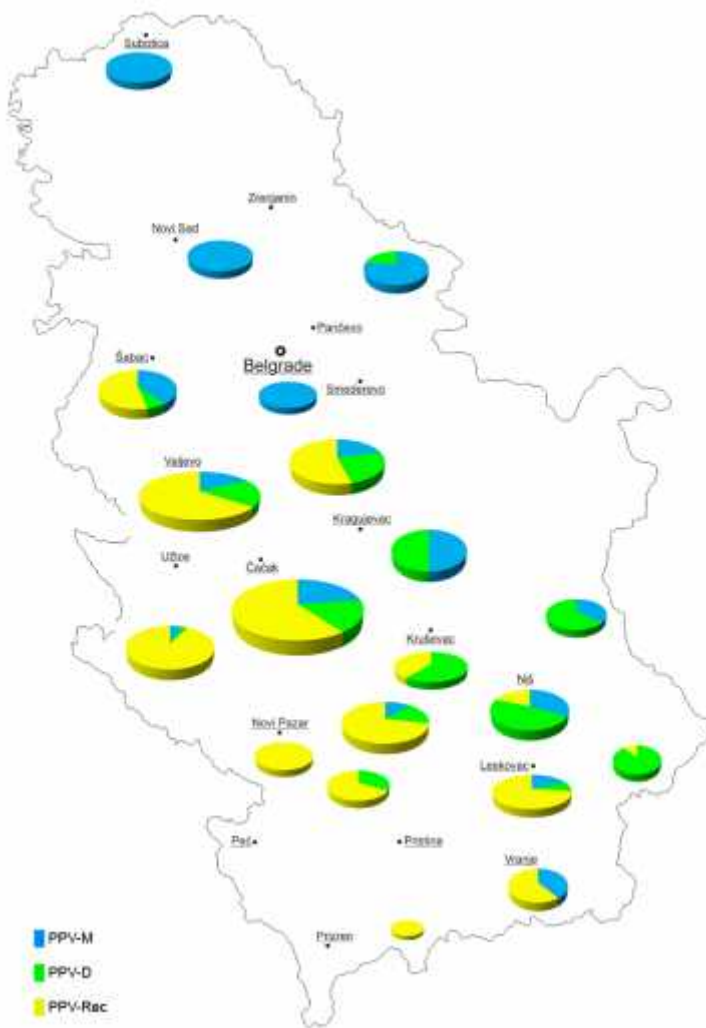 Subotica
Zrenjanin
Novi Sad
Pančevo
Šabac
Belgrade
Smederevo
Valjevo
Kragujevac
Užice
Čačak
Kruševac
Niš
Novi Pazar
Leskovac
Peć
Pristina
Vranje
PPV-M
Prizren
PPV-D
PPV-Rec